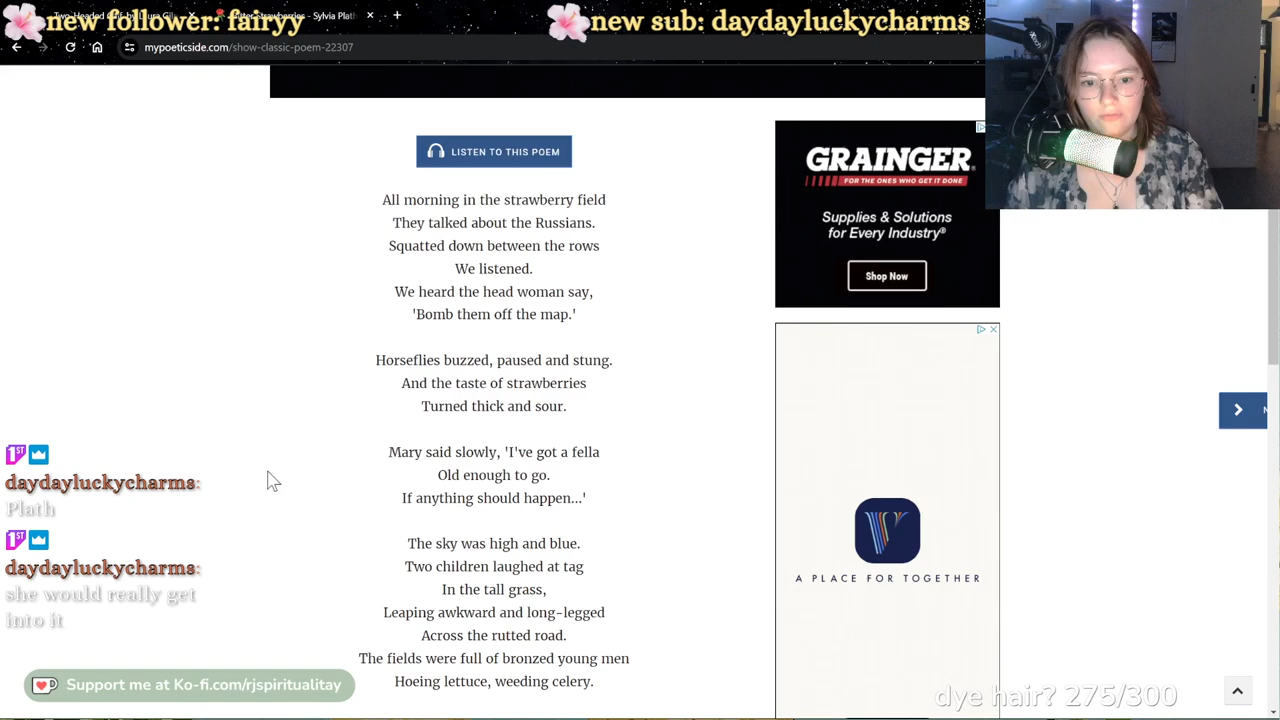 new follower: fairyy
new sub: daydayluckycharms
Strawberries - Sylvia Plath
mypoeticside.com/show-classic-poem-22307
LISTEN TO THIS POEM
All morning in the strawberry field
They talked about the Russians.
Squatted down between the rows
We listened.
We heard the head woman say,
'Bomb them off the map.'
Horseflies buzzed, paused and stung.
And the taste of strawberries
Turned thick and sour.
Mary said slowly, 'I've got a fella
Old enough to go.
If anything should happen...'
The sky was high and blue.
Two children laughed at tag
In the tall grass,
Leaping awkward and long-legged
Across the rutted road.
The fields were full of bronzed young men
Hoeing lettuce, weeding celery.
GRAINGER
FOR THE ONES WHO GET IT DONE
Supplies & Solutions
for Every Industry®
Shop Now
A PLACE FOR TOGETHER
1ST
daydayluckycharms:
Plath
1ST
daydayluckycharms:
she would really get
into it
Support me at Ko-fi.com/rjspiritualitay
dye hair? 275/300